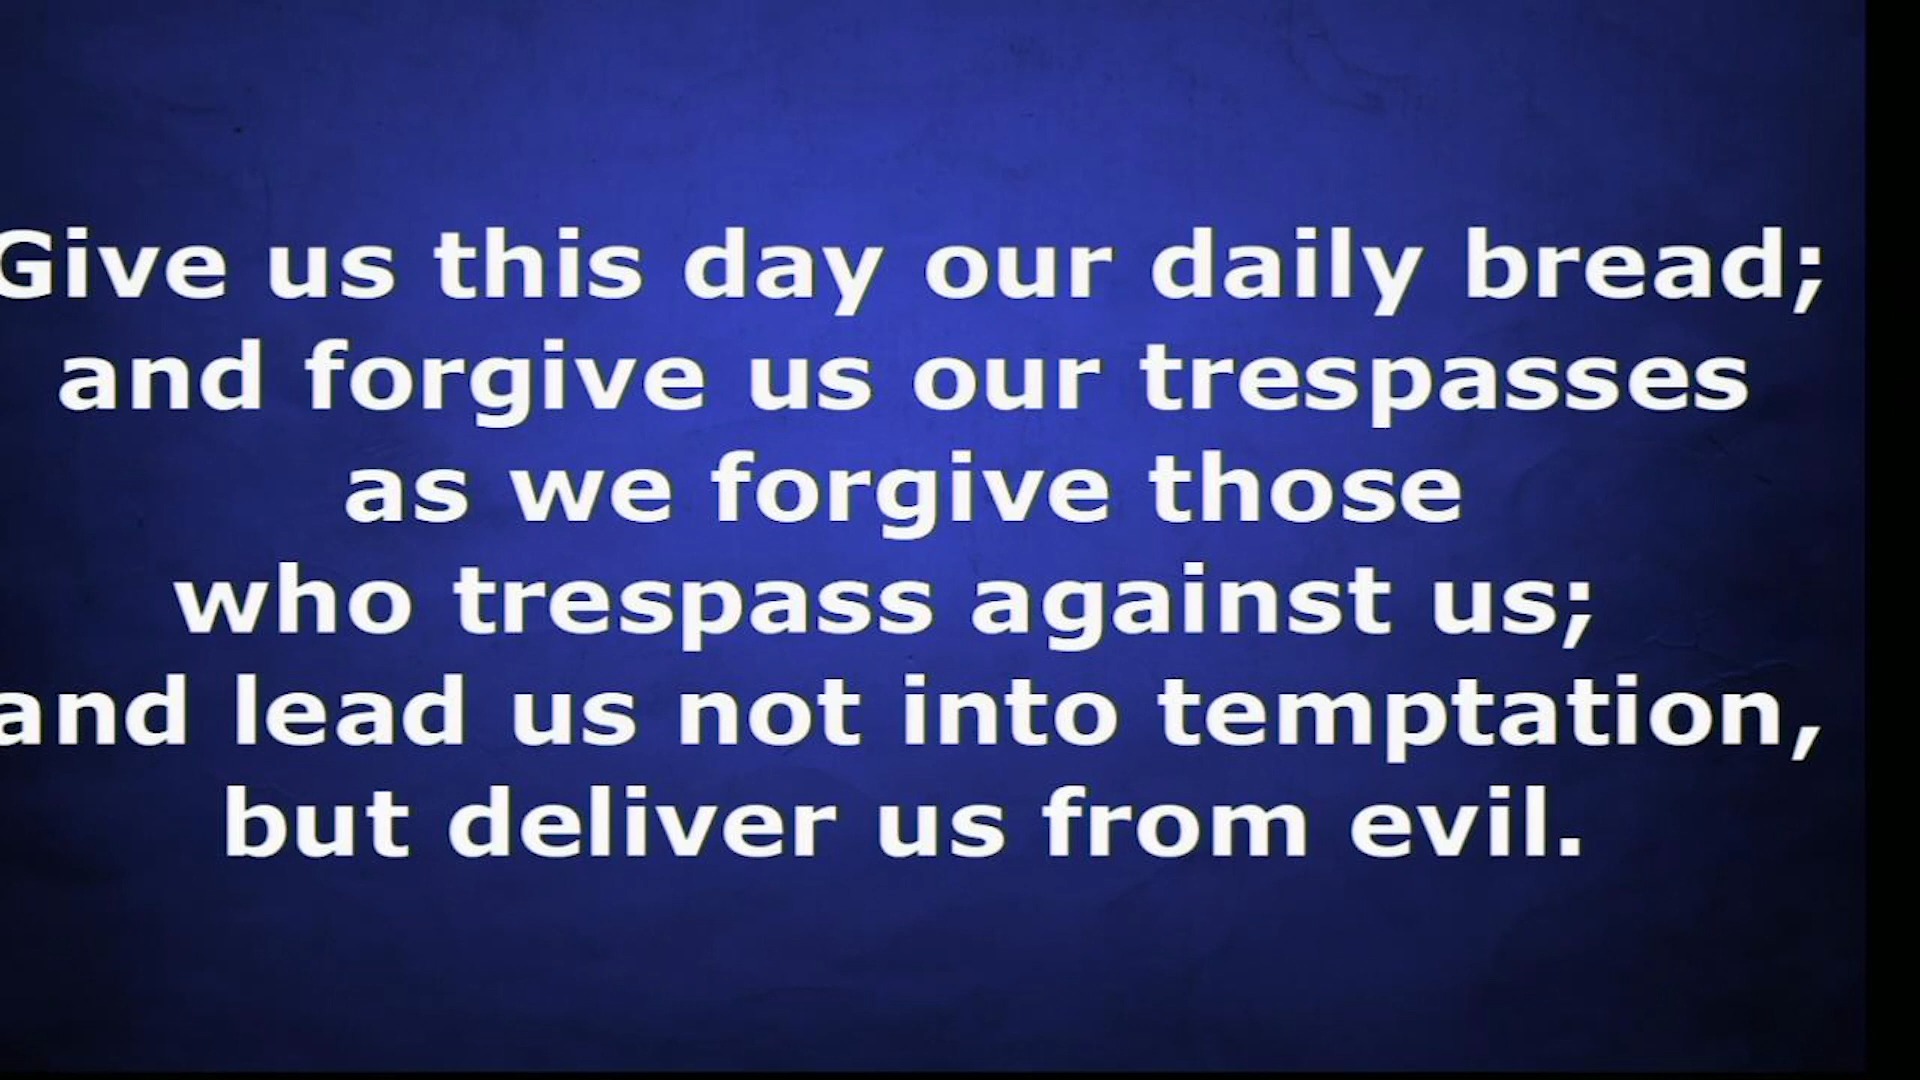 Give us this day our daily bread;
and forgive us our trespasses
as we forgive those
who trespass against us;
and lead us not into temptation,
but deliver us from evil.